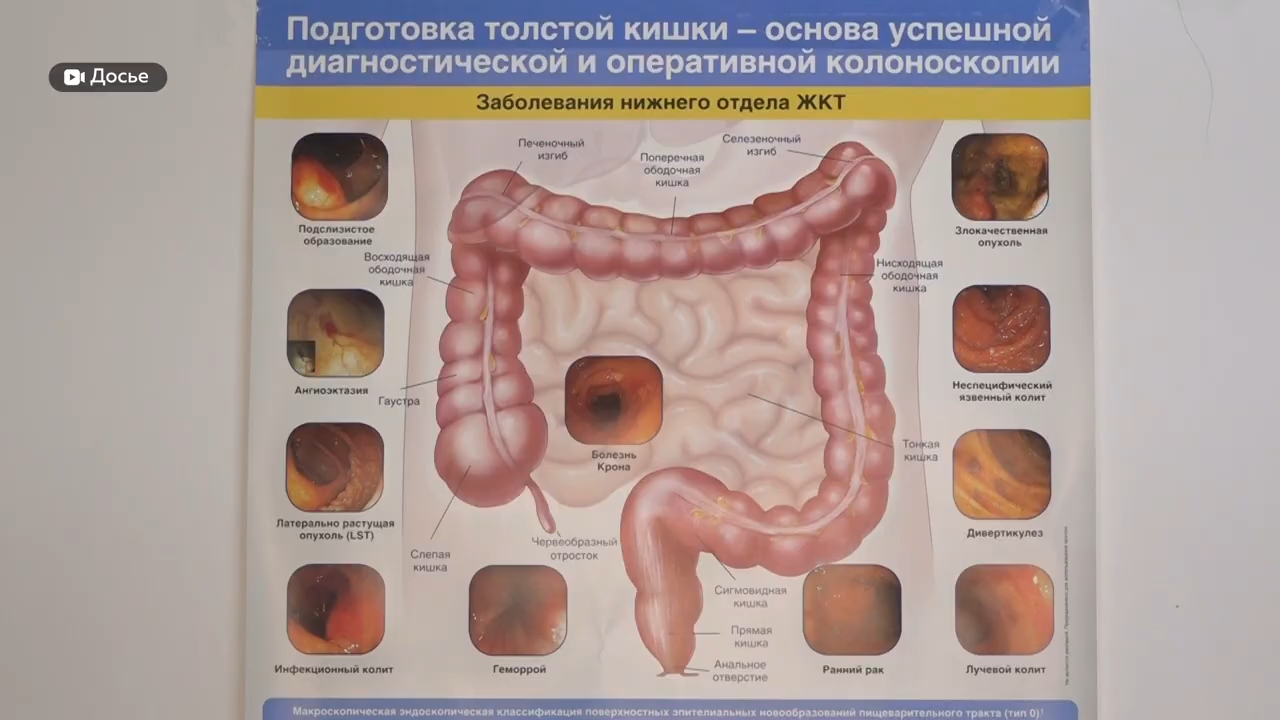 Досье
Подготовка толстой кишки – основа успешной
диагностической и оперативной колоноскопии
Заболевания нижнего отдела ЖКТ
Печеночный
изгиб
Поперечная
ободочная
кишка
Селезеночный
изгиб
Подслизистое
образование
Злокачественная
опухоль
Восходящая
ободочная
кишка
Нисходящая
ободочная
кишка
Ангиоэктазия
Гаустра
Неспецифический
язвенный колит
Болезнь
Крона
Тонкая
кишка
Латерально растущая
опухоль (LST)
Дивертикулез
Слепая
кишка
Червеобразный
отросток
Сигмовидная
кишка
Прямая
кишка
Анальное
отверстие
Инфекционный колит
Геморрой
Ранний рак
Лучевой колит
Макроскопическая эндоскопическая классификация поверхностных эпителиальных новообразований пищеварительного тракта (тип 0)¹